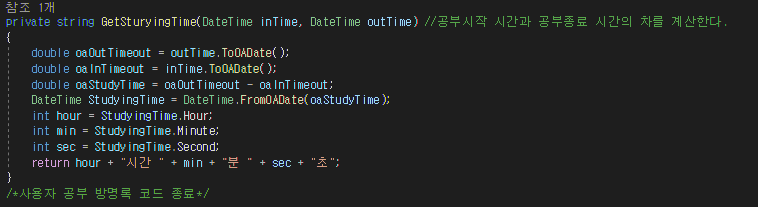 참조 1개
private string GetSturyingTime(DateTime inTime, DateTime outTime) //공부시작 시간과 공부종료 시간의 차를 계산한다.
{
double oaOutTimeout = outTime.ToOADate();
double oaInTimeout = inTime.ToOADate();
double oaStudyTime = oaOutTimeout - oaInTimeout;
DateTime StudyingTime = DateTime.FromOADate(oaStudyTime);
int hour = StudyingTime.Hour;
int min = StudyingTime.Minute;
int sec = StudyingTime.Second;
return hour + "시간 " + min + "분 " + sec + "초";
}
/*사용자 공부 방명록 코드 종료*/